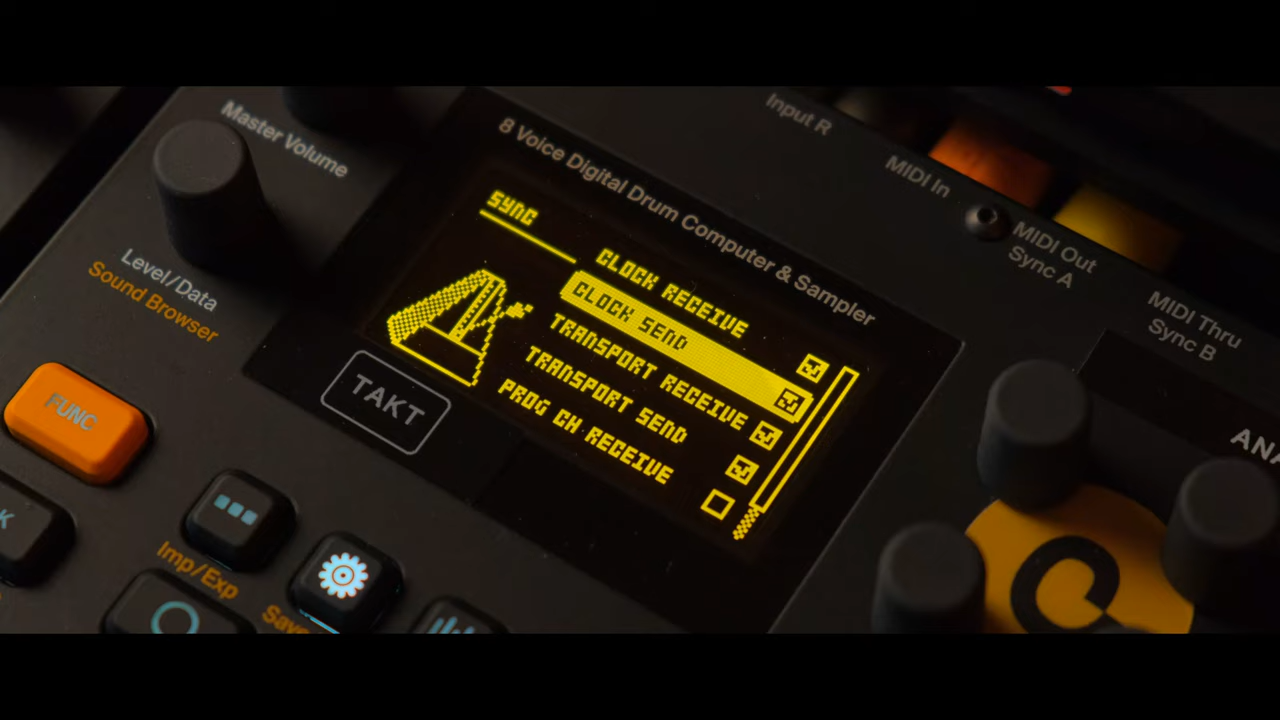 Master Volume
Input R
8 Voice Digital Drum Computer & Sampler
MIDI In
MIDI Out
Sync A
MIDI Thru
Sync B
Level/Data
Sound Browser
SYNC
CLOCK RECEIVE
CLOCK SEND
TRANSPORT RECEIVE
TRANSPORT SEND
PROG CH RECEIVE
TAKT
FUNC
Imp/Exp